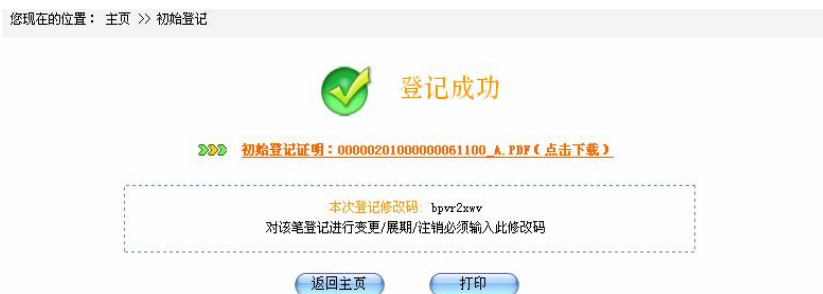 您现在的位置： 主页 >> 初始登记
登记成功
初始登记证明：00000201000000061100_A.PDF（点击下载）
本次登记修改码: bpvr2xwv
对该笔登记进行变更/展期/注销必须输入此修改码
返回主页 打印